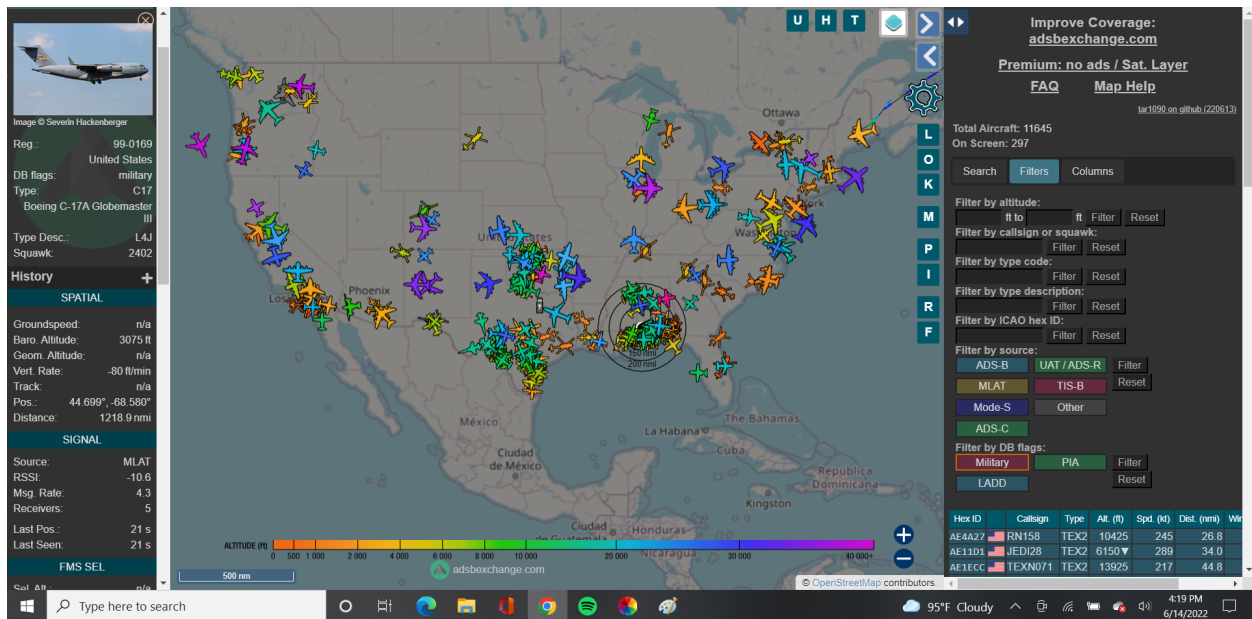 Image © Severin Hackenberger
Reg.: 99-0169
United States
DB flags: military
Type: C17
Boeing C-17A Globemaster
III
Type Desc.: L4J
Squawk: 2402
History +
SPATIAL
Groundspeed: n/a
Baro. Altitude: 3075 ft
Geom. Altitude: n/a
Vert. Rate: -80 ft/min
Track: n/a
Pos.: 44.699°, -68.580°
Distance: 1218.9 nmi
SIGNAL
Source: MLAT
RSSI: -10.6
Msg. Rate: 4.3
Receivers: 5
Last Pos.: 21 s
Last Seen: 21 s
FMS SEL
Sel. Alt.: n/a
U H T
L
O
K
M
P
I
R
F
Ottawa
York
Washington
United States
Phoenix
Los
150 nmi
200 nmi
México
Ciudad
de México
The Bahamas
La Habana
Cuba
República
Dominicana
Kingston
Ciudad
de Guatemala
Honduras
Nicaragua
ALTITUDE (ft)
0 500 1 000 2 000 4 000 6 000 8 000 10 000 20 000 30 000 40 000+
adsbexchange.com
500 nm
© OpenStreetMap contributors.
Improve Coverage:
adsbexchange.com
Premium: no ads / Sat. Layer
FAQ Map Help
tar1090 on github (220613)
Total Aircraft: 11645
On Screen: 297
Search Filters Columns
Filter by altitude:
ft to ft Filter Reset
Filter by callsign or squawk:
Filter Reset
Filter by type code:
Filter Reset
Filter by type description:
Filter Reset
Filter by ICAO hex ID:
Filter Reset
Filter by source:
ADS-B UAT / ADS-R Filter
MLAT TIS-B Reset
Mode-S Other
ADS-C
Filter by DB flags:
Military PIA Filter
LADD Reset
Hex ID Callsign Type Alt. (ft) Spd. (kt) Dist. (nmi)
AE4A27 RN158 TEX2 10425 245 26.8
AE11D1 JEDI28 TEX2 6150▼ 289 34.0
AE1ECC TEXN071 TEX2 13925 217 44.8
Type here to search
95°F Cloudy
4:19 PM
6/14/2022